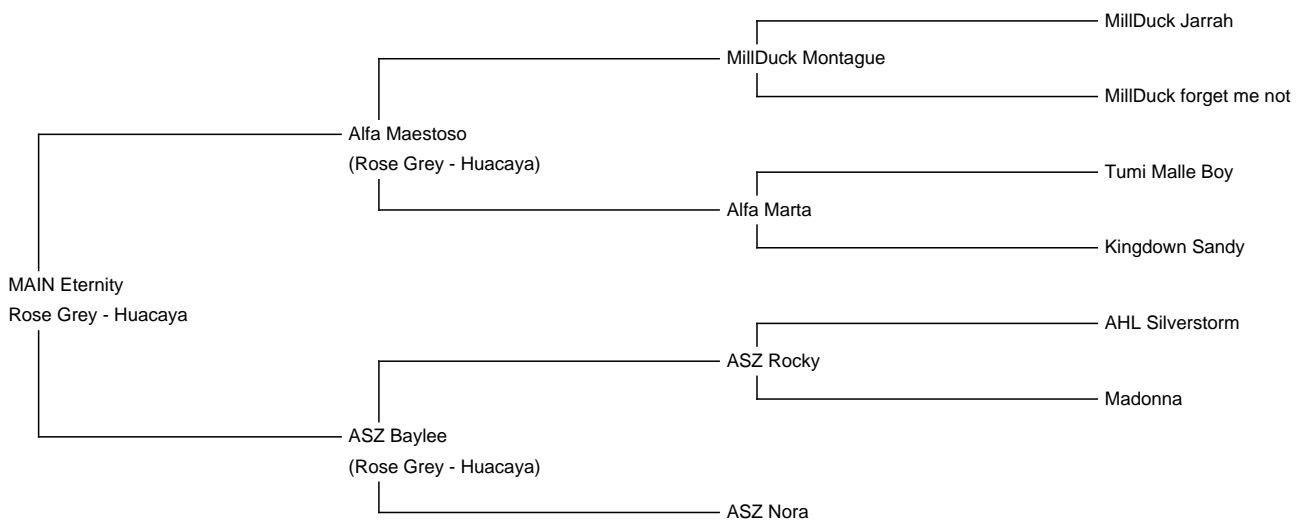 MillDuck Jarrah
MillDuck Montague
MillDuck forget me not
Alfa Maestoso
(Rose Grey - Huacaya)
Tumi Malle Boy
Alfa Marta
Kingdown Sandy
MAIN Eternity
Rose Grey - Huacaya
AHL Silverstorm
ASZ Rocky
Madonna
ASZ Baylee
(Rose Grey - Huacaya)
ASZ Nora